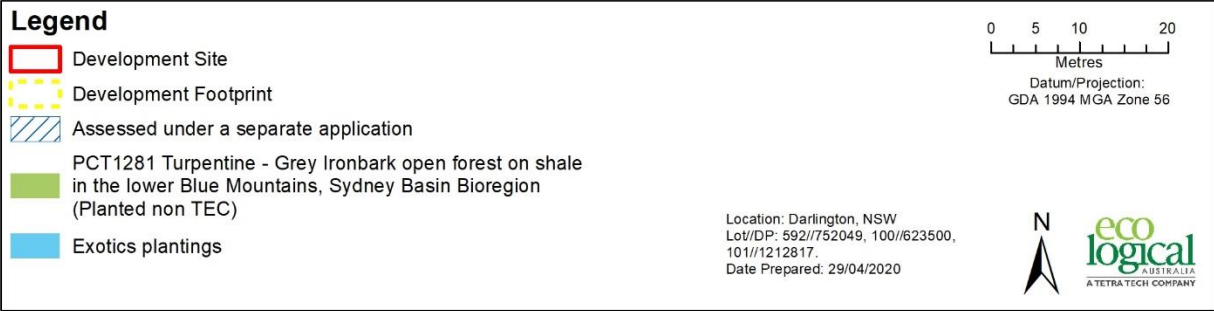 Legend
Development Site
Development Footprint
Assessed under a separate application
PCT1281 Turpentine - Grey Ironbark open forest on shale
in the lower Blue Mountains, Sydney Basin Bioregion
(Planted non TEC)
Exotics plantings
0 5 10 20
Metres
Datum/Projection:
GDA 1994 MGA Zone 56
Location: Darlington, NSW
Lot//DP: 592//752049, 100//623500,
101//1212817.
Date Prepared: 29/04/2020
N
eco
logical
AUSTRALIA
A TETRA TECH COMPANY